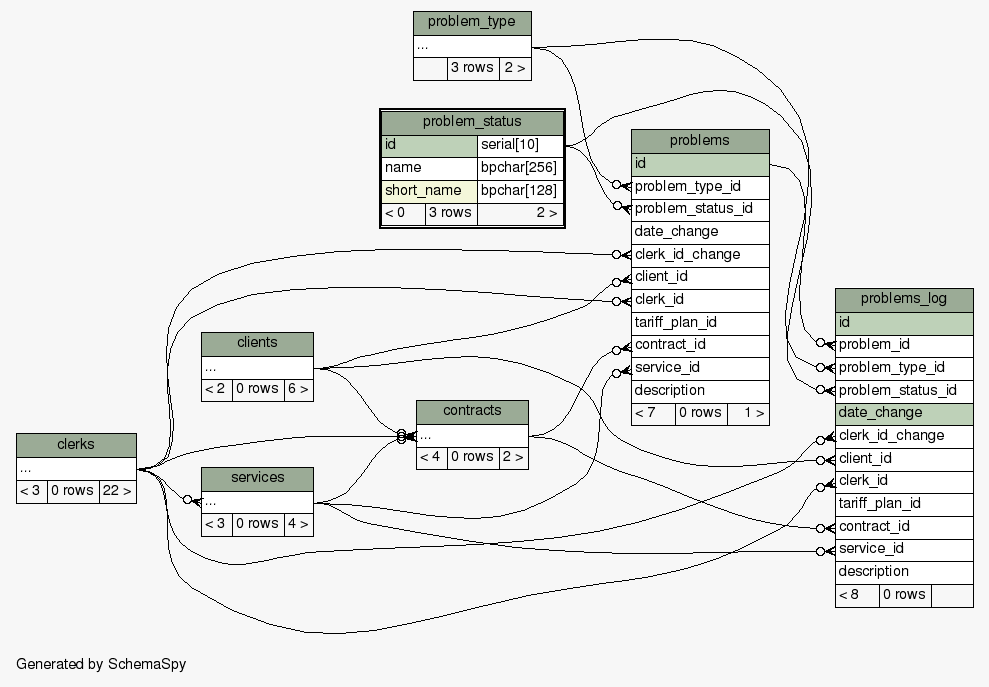 problem_type
...
3 rows 2 >
problem_status
id serial[10]
name bpchar[256]
short_name bpchar[128]
< 0 3 rows 2 >
problems
id
problem_type_id
problem_status_id
date_change
clerk_id_change
client_id
clerk_id
tariff_plan_id
contract_id
service_id
description
< 7 0 rows 1 >
problems_log
id
problem_id
problem_type_id
problem_status_id
date_change
clerk_id_change
client_id
clerk_id
tariff_plan_id
contract_id
service_id
description
< 8 0 rows
clients
...
< 2 0 rows 6 >
contracts
...
< 4 0 rows 2 >
clerks
...
< 3 0 rows 22 >
services
...
< 3 0 rows 4 >
Generated by SchemaSpy